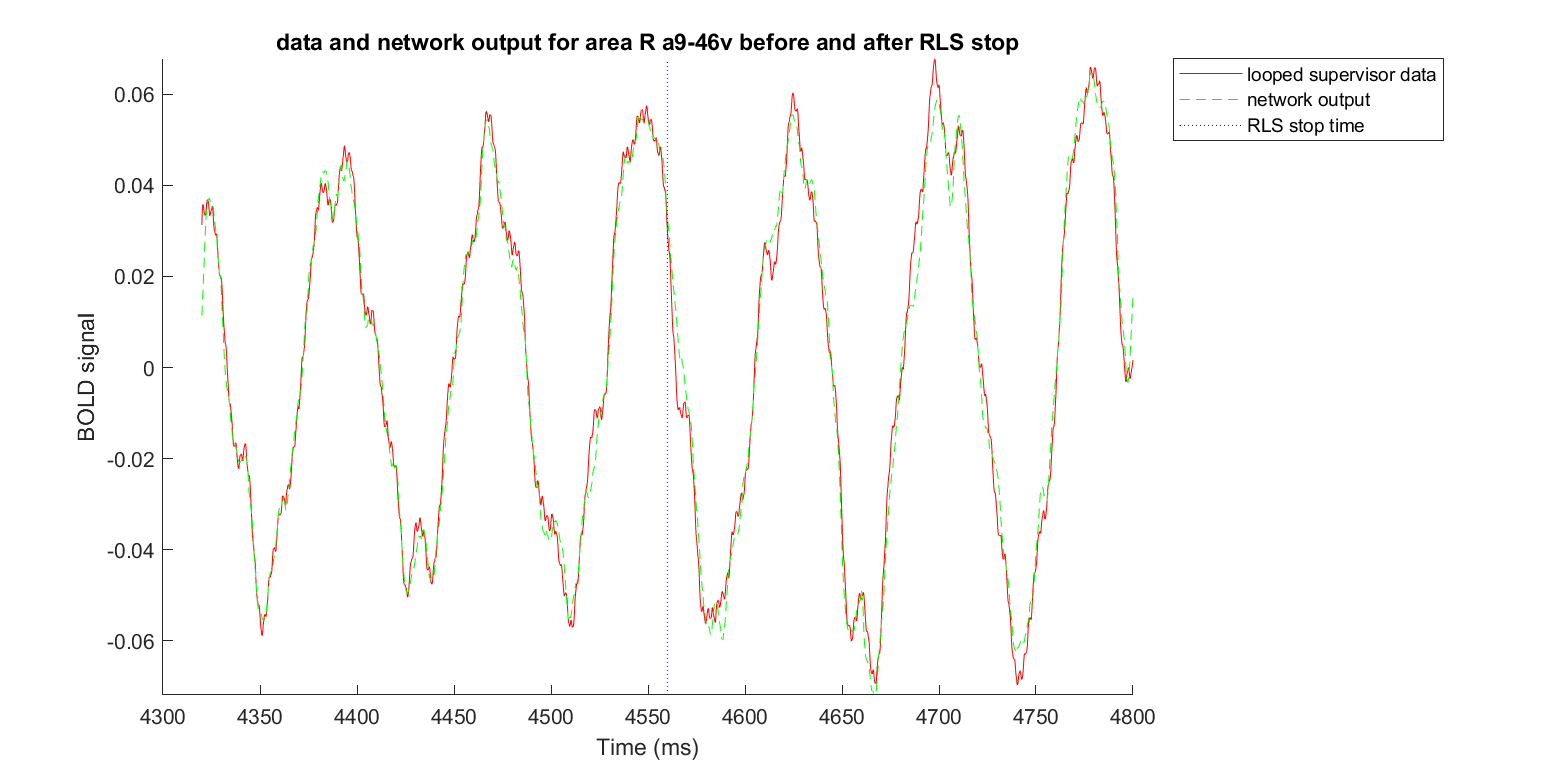 data and network output for area R a9-46v before and after RLS stop
looped supervisor data
network output
RLS stop time
BOLD signal
0.06
0.04
0.02
0
-0.02
-0.04
-0.06
4300 4350 4400 4450 4500 4550 4600 4650 4700 4750 4800
Time (ms)